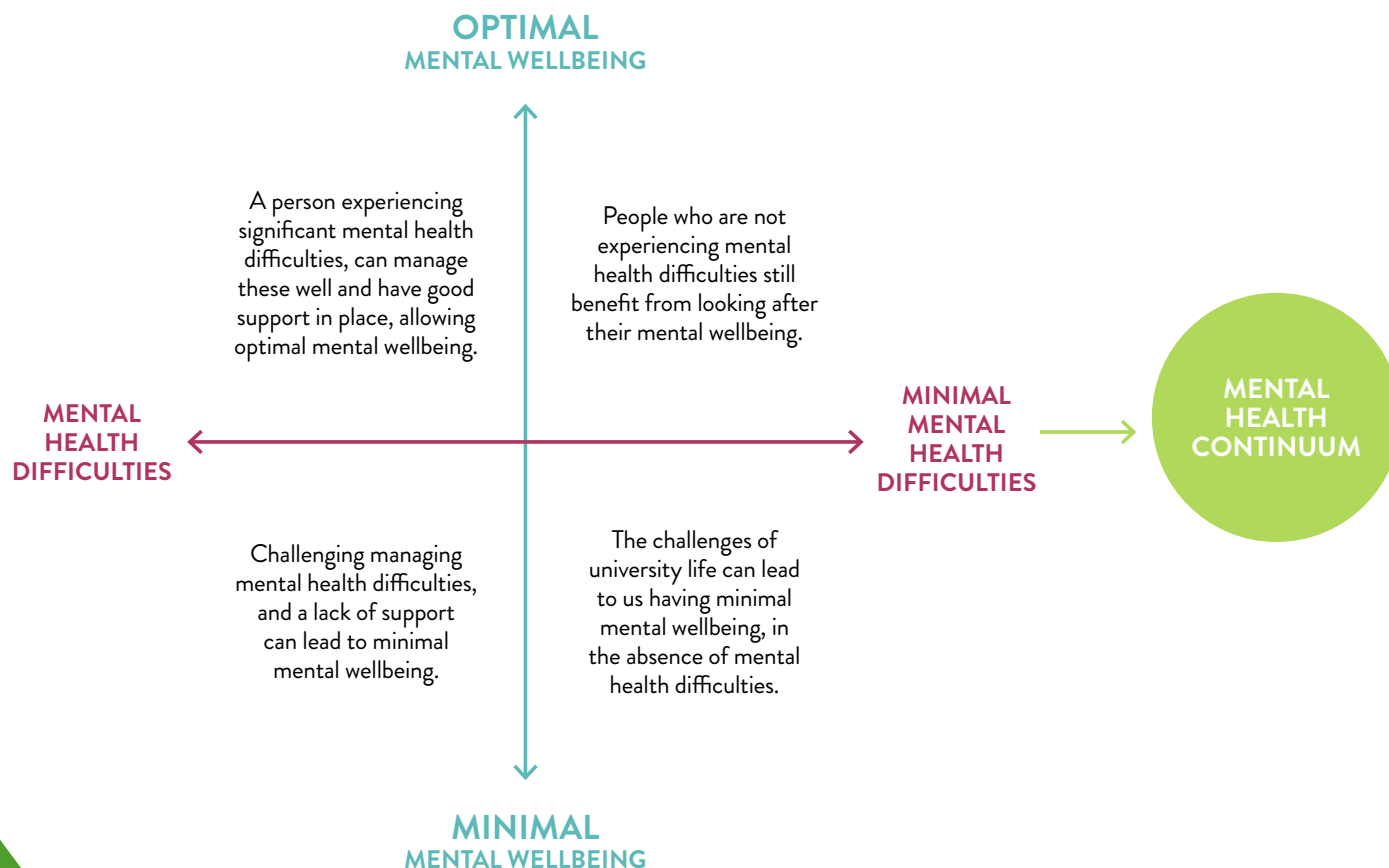 OPTIMAL
MENTAL WELLBEING
A person experiencing
significant mental health
difficulties, can manage
these well and have good
support in place, allowing
optimal mental wellbeing.
People who are not
experiencing mental
health difficulties still
benefit from looking after
their mental wellbeing.
MENTAL
HEALTH
DIFFICULTIES
MINIMAL
MENTAL
HEALTH
DIFFICULTIES
MENTAL
HEALTH
CONTINUUM
Challenging managing
mental health difficulties,
and a lack of support
can lead to minimal
mental wellbeing.
The challenges of
university life can lead
to us having minimal
mental wellbeing, in
the absence of mental
health difficulties.
MINIMAL
MENTAL WELLBEING